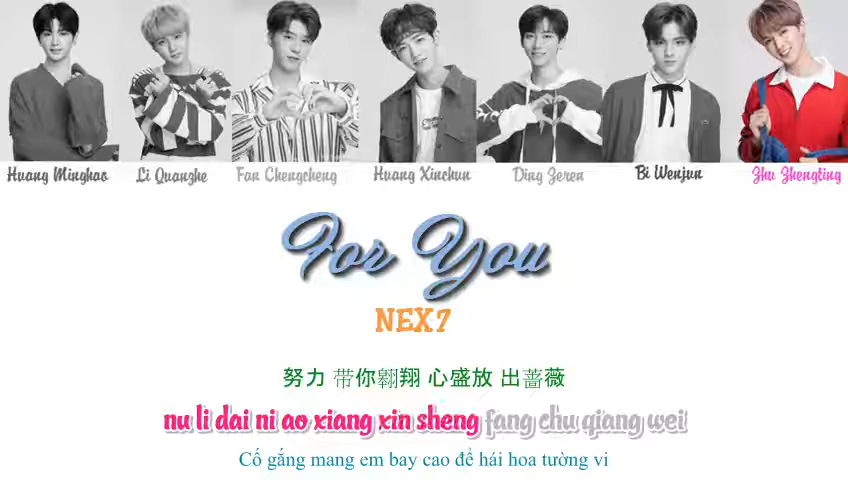 Huang Minghao Li Quanzhe Fan Chengcheng Huang Xinchun Ding Zeren Bi Wenjun Zhu Zhengting
For You
NEX7
努力 带你翱翔 心盛放 出蔷薇
nu li dai ni ao xiang xin sheng fang chu qiang wei
Cố gắng mang em bay cao để hái hoa tường vi